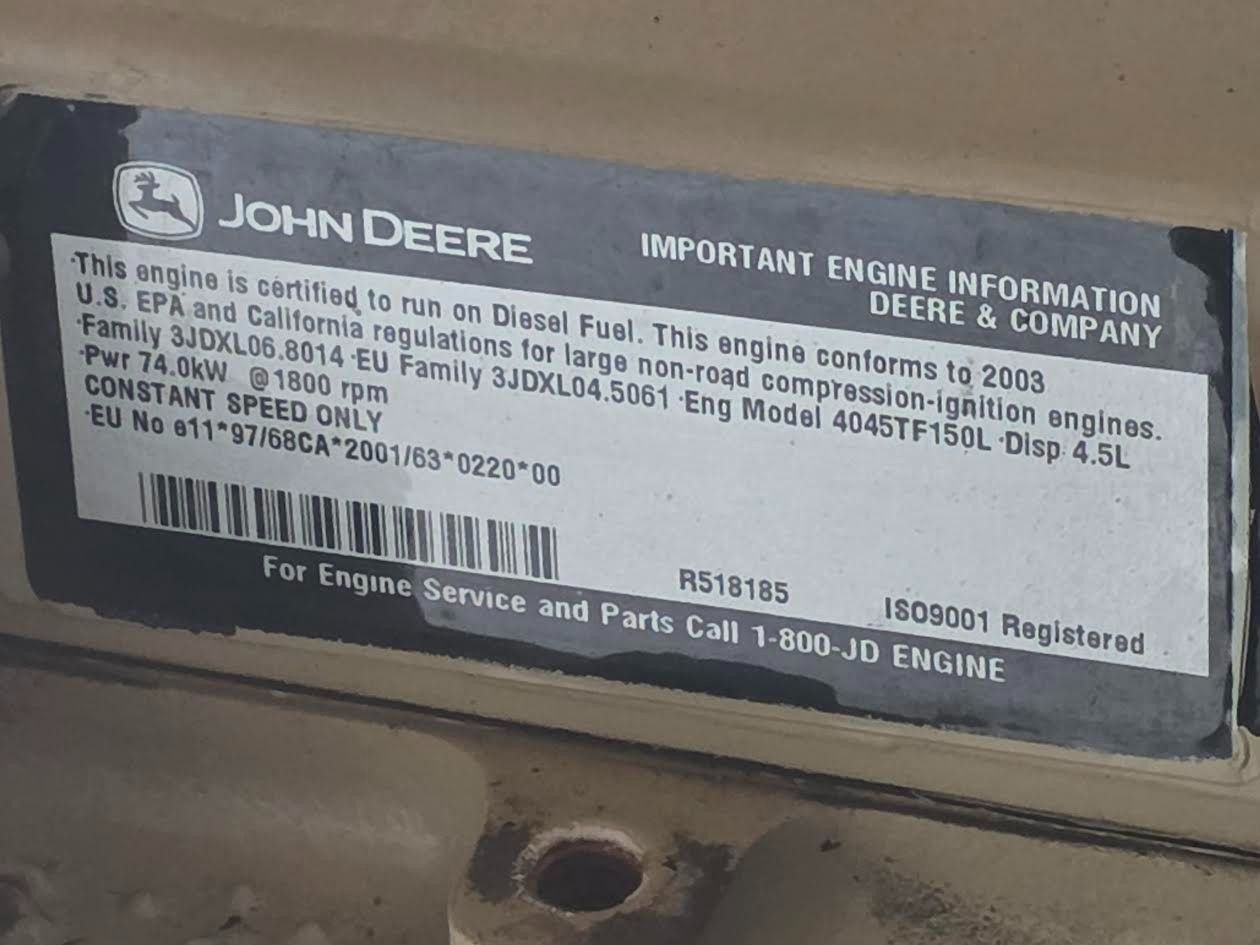 JOHN DEERE
IMPORTANT ENGINE INFORMATION
DEERE & COMPANY
·This engine is certified to run on Diesel Fuel. This engine conforms to 2003
U.S. EPA and California regulations for large non-road compression-ignition engines.
·Family 3JDXL06.8014 ·EU Family 3JDXL04.5061 ·Eng Model 4045TF150L ·Disp 4.5L
·Pwr 74.0kW @1800 rpm
CONSTANT SPEED ONLY
·EU No e11*97/68CA*2001/63*0220*00
R518185
ISO9001 Registered
For Engine Service and Parts Call 1-800-JD ENGINE